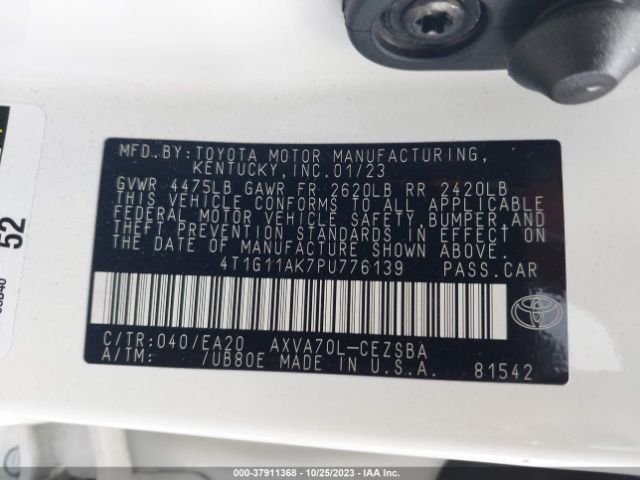 MFD.BY:TOYOTA MOTOR MANUFACTURING,
KENTUCKY,INC.01/23
GVWR 4475LB GAWR FR 2620LB RR 2420LB
THIS VEHICLE CONFORMS TO ALL APPLICABLE
FEDERAL MOTOR VEHICLE SAFETY, BUMPER,AND
THEFT PREVENTION STANDARDS IN EFFECT ON
THE DATE OF MANUFACTURE SHOWN ABOVE.
4T1G11AK7PU776139 PASS.CAR
C/TR:040/EA20 AXVA70L-CEZSBA
A/TM: /UB80E MADE IN U.S.A. 81542
52
000-37911368 - 10/25/2023 - IAA Inc.